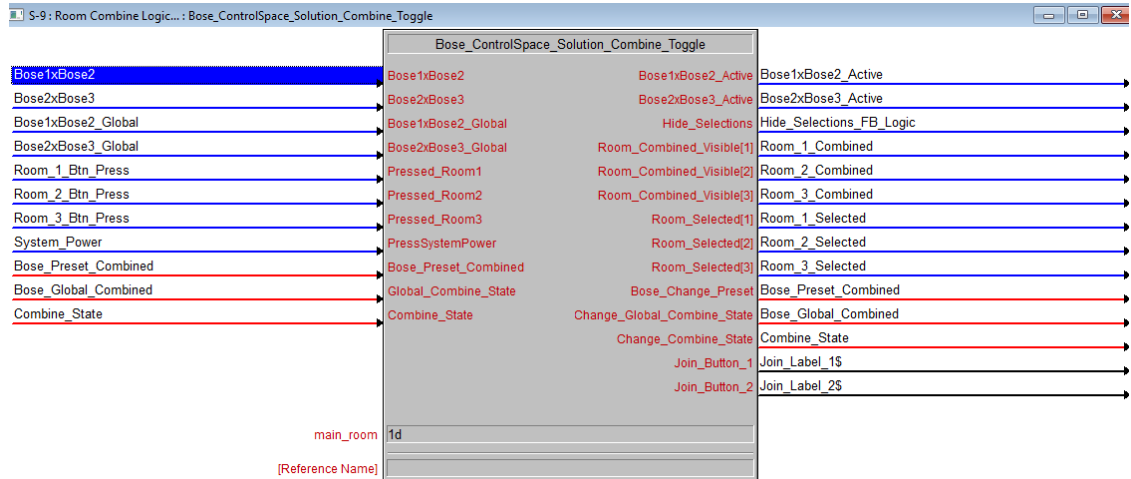 S-9 : Room Combine Logic... : Bose_ControlSpace_Solution_Combine_Toggle
Bose_ControlSpace_Solution_Combine_Toggle
Bose1xBose2 Bose1xBose2 Bose1xBose2_Active Bose1xBose2_Active
Bose2xBose3 Bose2xBose3 Bose2xBose3_Active Bose2xBose3_Active
Bose1xBose2_Global Bose1xBose2_Global Hide_Selections Hide_Selections_FB_Logic
Bose2xBose3_Global Bose2xBose3_Global Room_Combined_Visible[1] Room_1_Combined
Room_1_Btn_Press Pressed_Room1 Room_Combined_Visible[2] Room_2_Combined
Room_2_Btn_Press Pressed_Room2 Room_Combined_Visible[3] Room_3_Combined
Room_3_Btn_Press Pressed_Room3 Room_Selected[1] Room_1_Selected
System_Power PressSystemPower Room_Selected[2] Room_2_Selected
Bose_Preset_Combined Bose_Preset_Combined Room_Selected[3] Room_3_Selected
Bose_Global_Combined Global_Combine_State Bose_Change_Preset Bose_Preset_Combined
Combine_State Combine_State Change_Global_Combine_State Bose_Global_Combined
Change_Combine_State Combine_State
Join_Button_1 Join_Label_1$
Join_Button_2 Join_Label_2$
main_room 1d
[Reference Name]